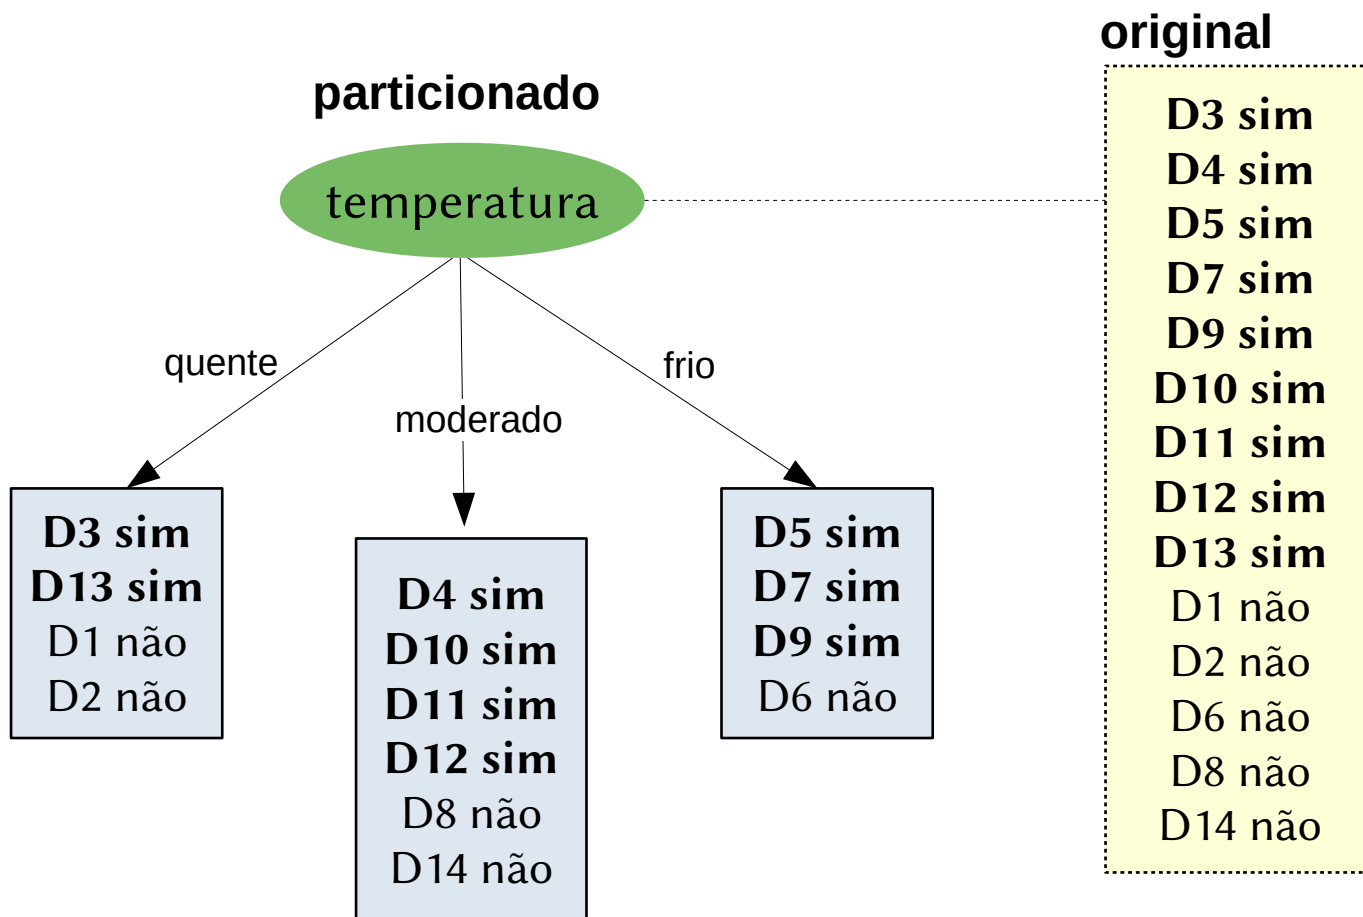 original
particionado
temperatura
quente
moderado
frio
D3 sim
D13 sim
D1 não
D2 não
D4 sim
D10 sim
D11 sim
D12 sim
D8 não
D14 não
D5 sim
D7 sim
D9 sim
D6 não
D3 sim
D4 sim
D5 sim
D7 sim
D9 sim
D10 sim
D11 sim
D12 sim
D13 sim
D1 não
D2 não
D6 não
D8 não
D14 não